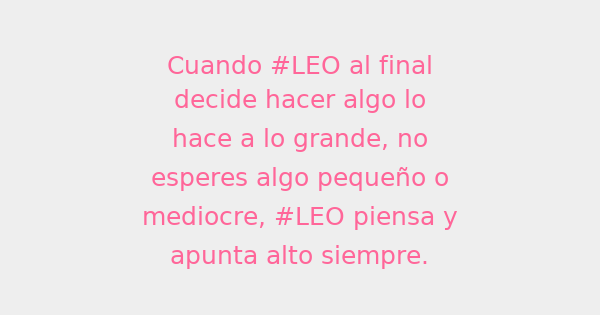 Cuando #LEO al final
decide hacer algo lo
hace a lo grande, no
esperes algo pequeño o
mediocre, #LEO piensa y
apunta alto siempre.